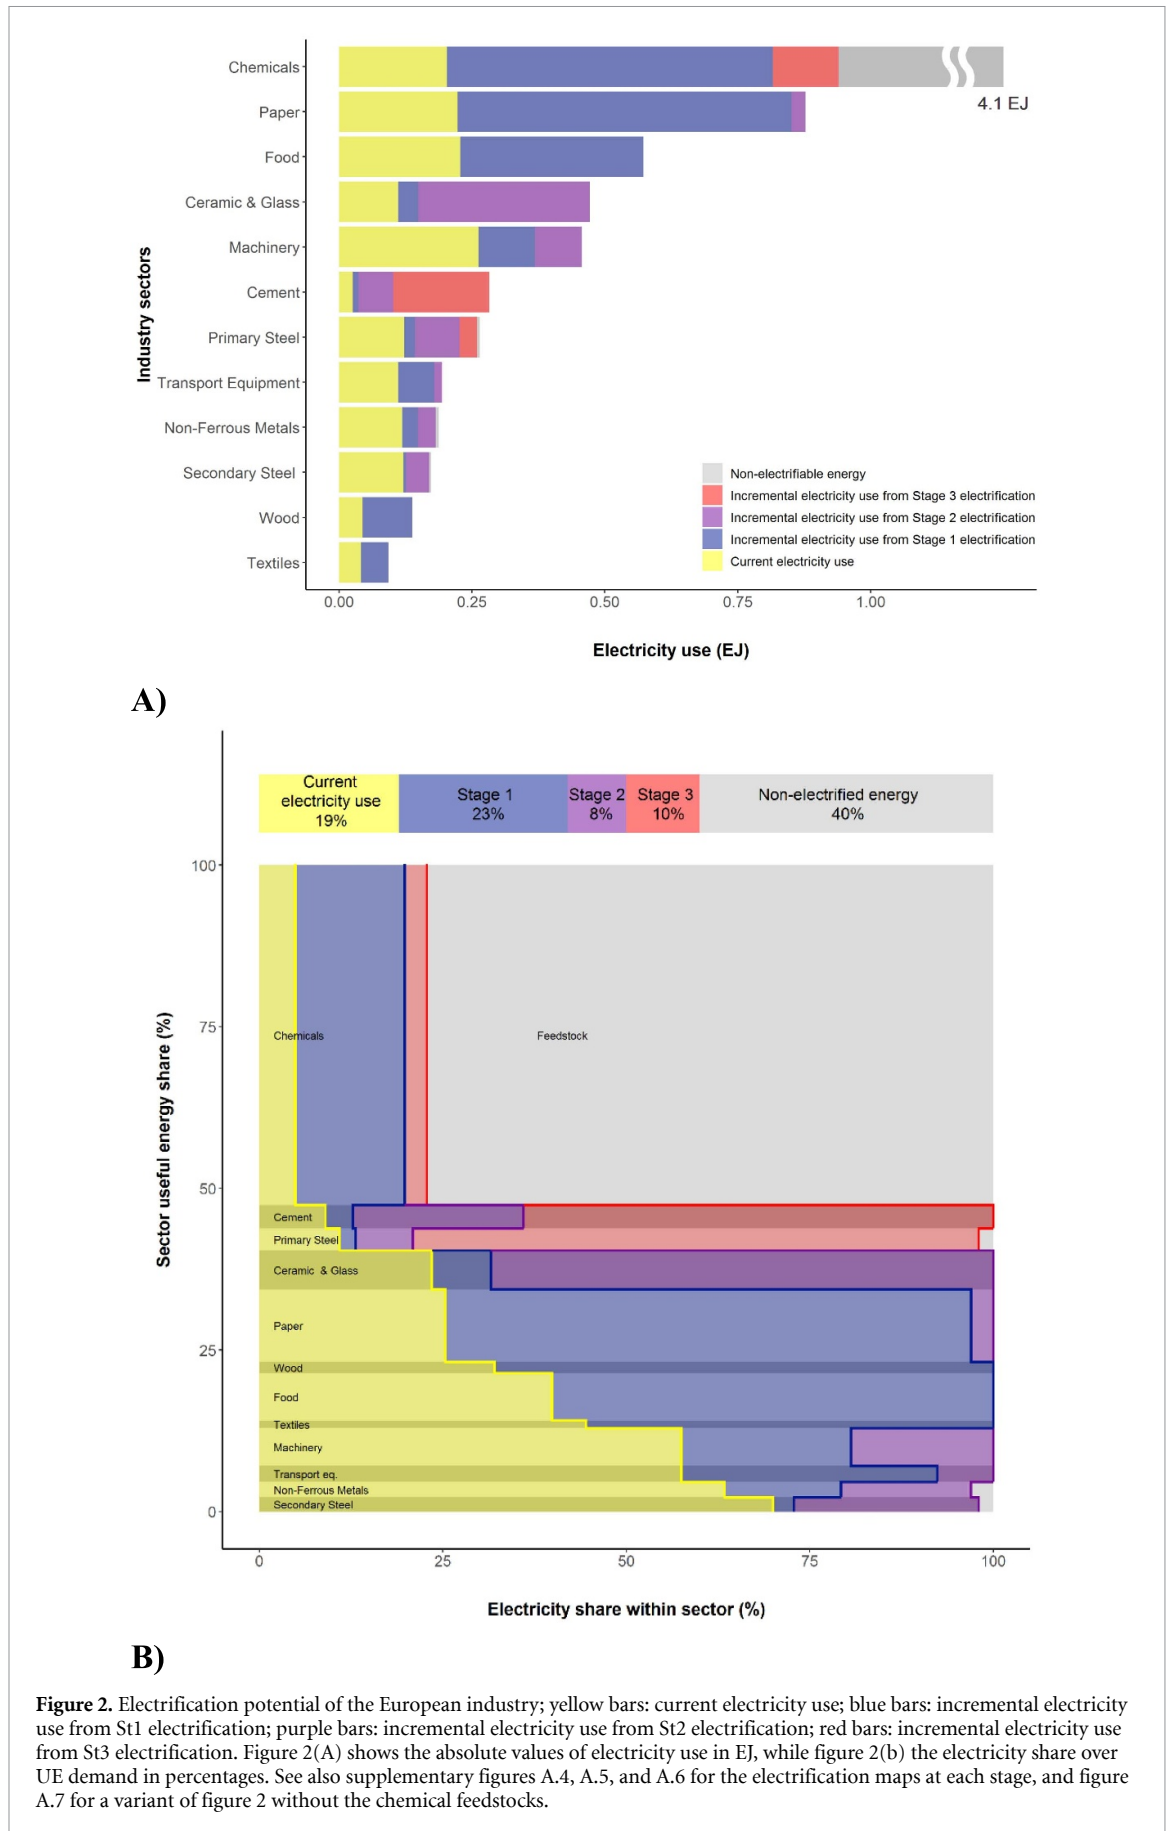 Chemicals
4.1 EJ
Paper
Food
Ceramic & Glass
Machinery
Cement
Primary Steel
Transport Equipment
Non-Ferrous Metals
Secondary Steel
Wood
Textiles
Industry sectors
Non-electrifiable energy
Incremental electricity use from Stage 3 electrification
Incremental electricity use from Stage 2 electrification
Incremental electricity use from Stage 1 electrification
Current electricity use
0.00 0.25 0.50 0.75 1.00
Electricity use (EJ)
A)
Current
electricity use
19%
Stage 1
23%
Stage 2
8%
Stage 3
10%
Non-electrified energy
40%
100
75
50
25
0
Sector useful energy share (%)
Chemicals
Feedstock
Cement
Primary Steel
Ceramic & Glass
Paper
Wood
Food
Textiles
Machinery
Transport eq.
Non-Ferrous Metals
Secondary Steel
0 25 50 75 100
Electricity share within sector (%)
B)
Figure 2. Electrification potential of the European industry; yellow bars: current electricity use; blue bars: incremental electricity
use from St1 electrification; purple bars: incremental electricity use from St2 electrification; red bars: incremental electricity use
from St3 electrification. Figure 2(A) shows the absolute values of electricity use in EJ, while figure 2(b) the electricity share over
UE demand in percentages. See also supplementary figures A.4, A.5, and A.6 for the electrification maps at each stage, and figure
A.7 for a variant of figure 2 without the chemical feedstocks.